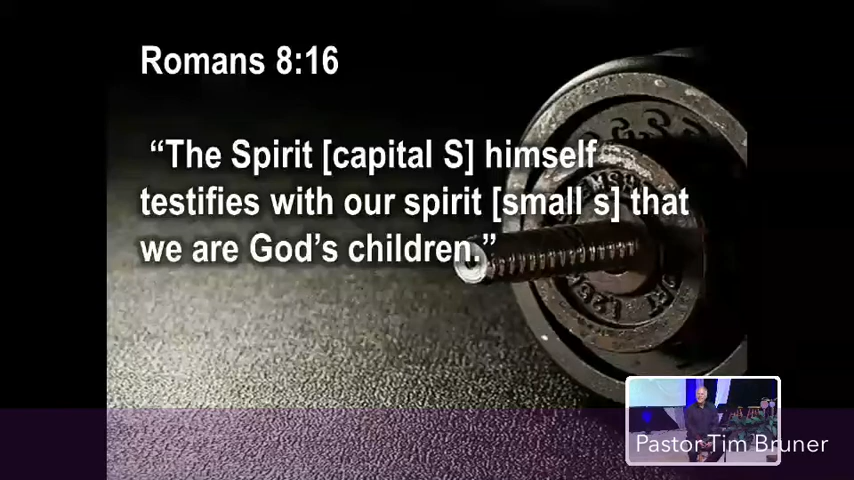 Romans 8:16
“The Spirit [capital S] himself
testifies with our spirit [small s] that
we are God’s children.”
Pastor Tim Bruner